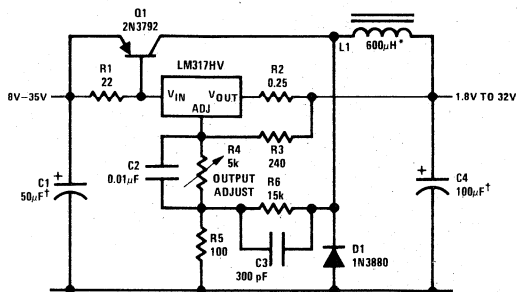 Q1
2N3792
L1
600μH*
R1
22
LM317HV
VIN
VOUT
ADJ
R2
0.25
8V–35V
1.8V TO 32V
R3
240
R4
5k
OUTPUT
ADJUST
C2
0.01μF
R6
15k
+
C1
50μF†
+
C4
100μF†
R5
100
C3
300 pF
D1
1N3880